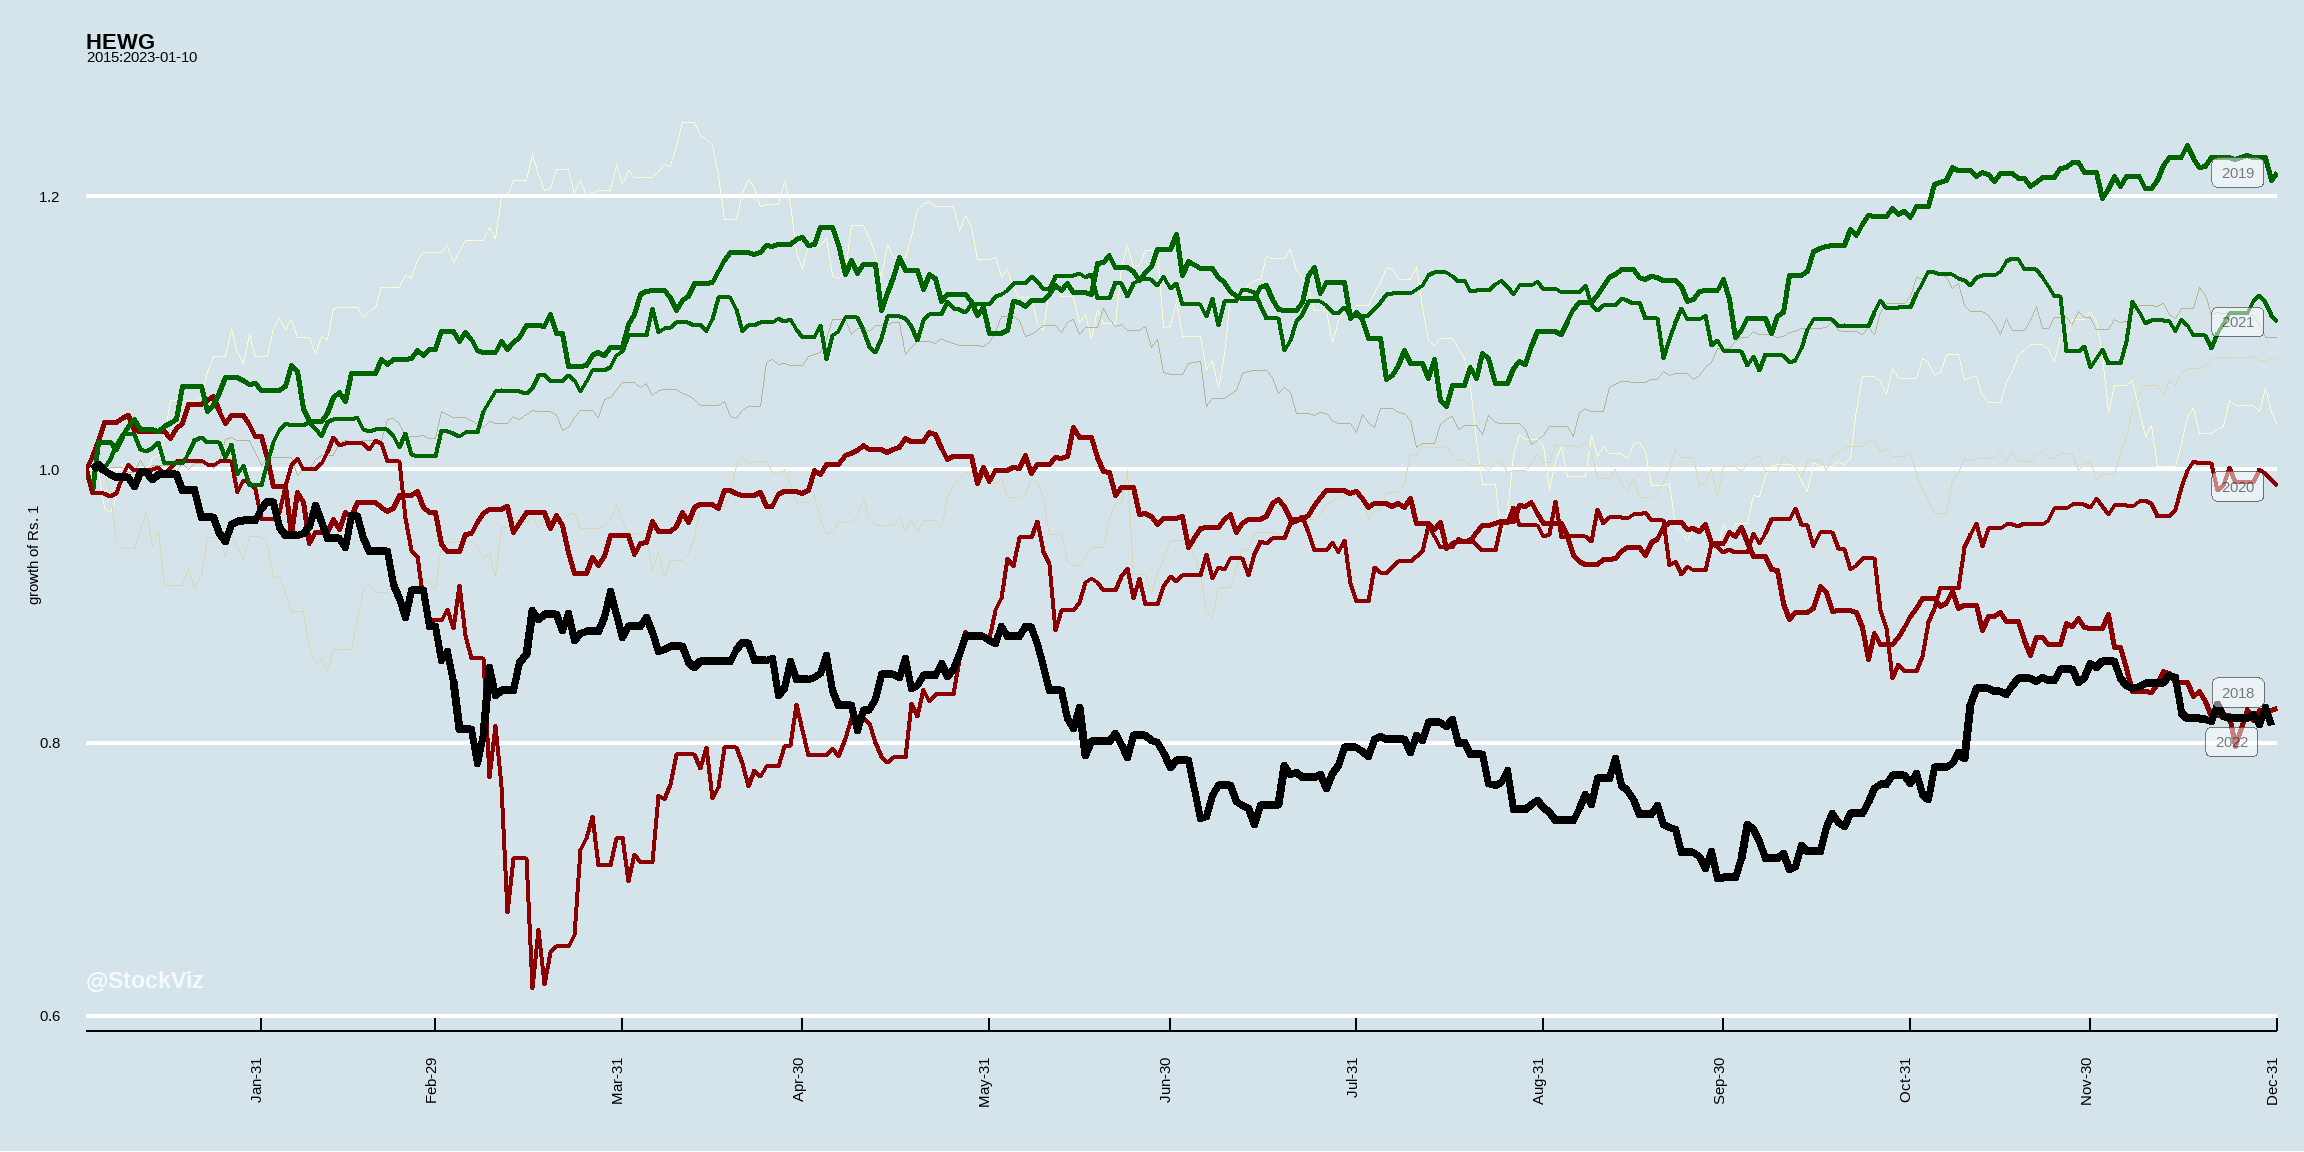 HEWG
2015:2023-01-10
growth of Rs. 1
1.2
1.0
0.8
0.6
2019
2021
2020
2018
2022
@StockViz
Jan-31
Feb-29
Mar-31
Apr-30
May-31
Jun-30
Jul-31
Aug-31
Sep-30
Oct-31
Nov-30
Dec-31